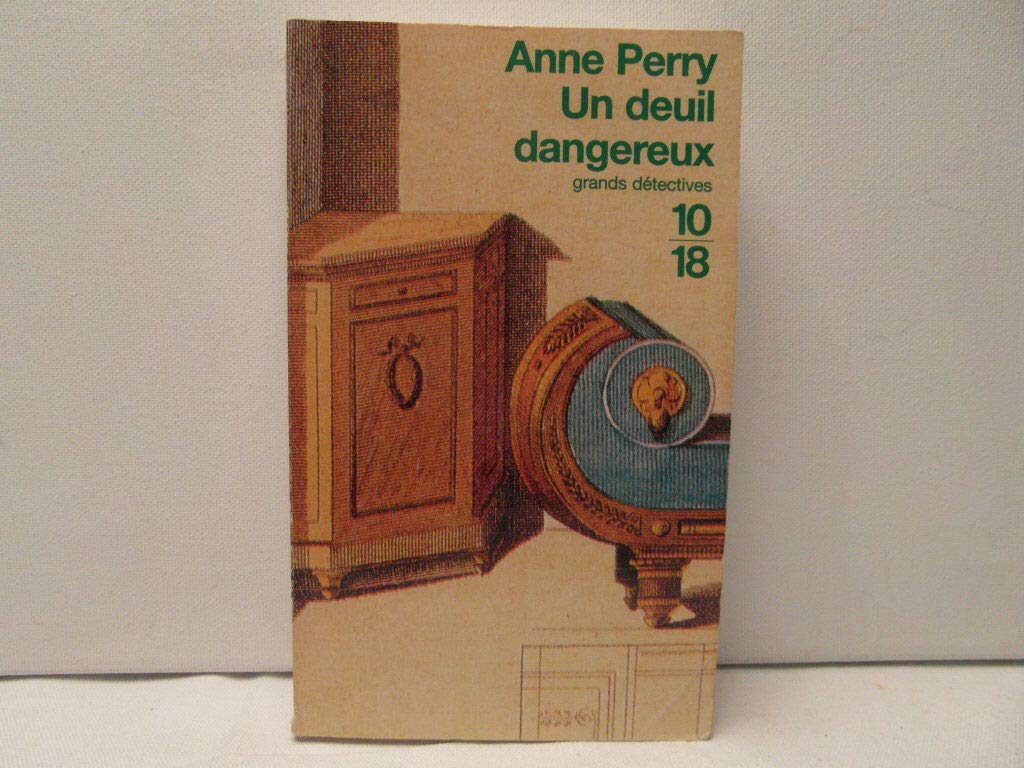 Anne Perry
Un deuil
dangereux
grands détectives
10
18